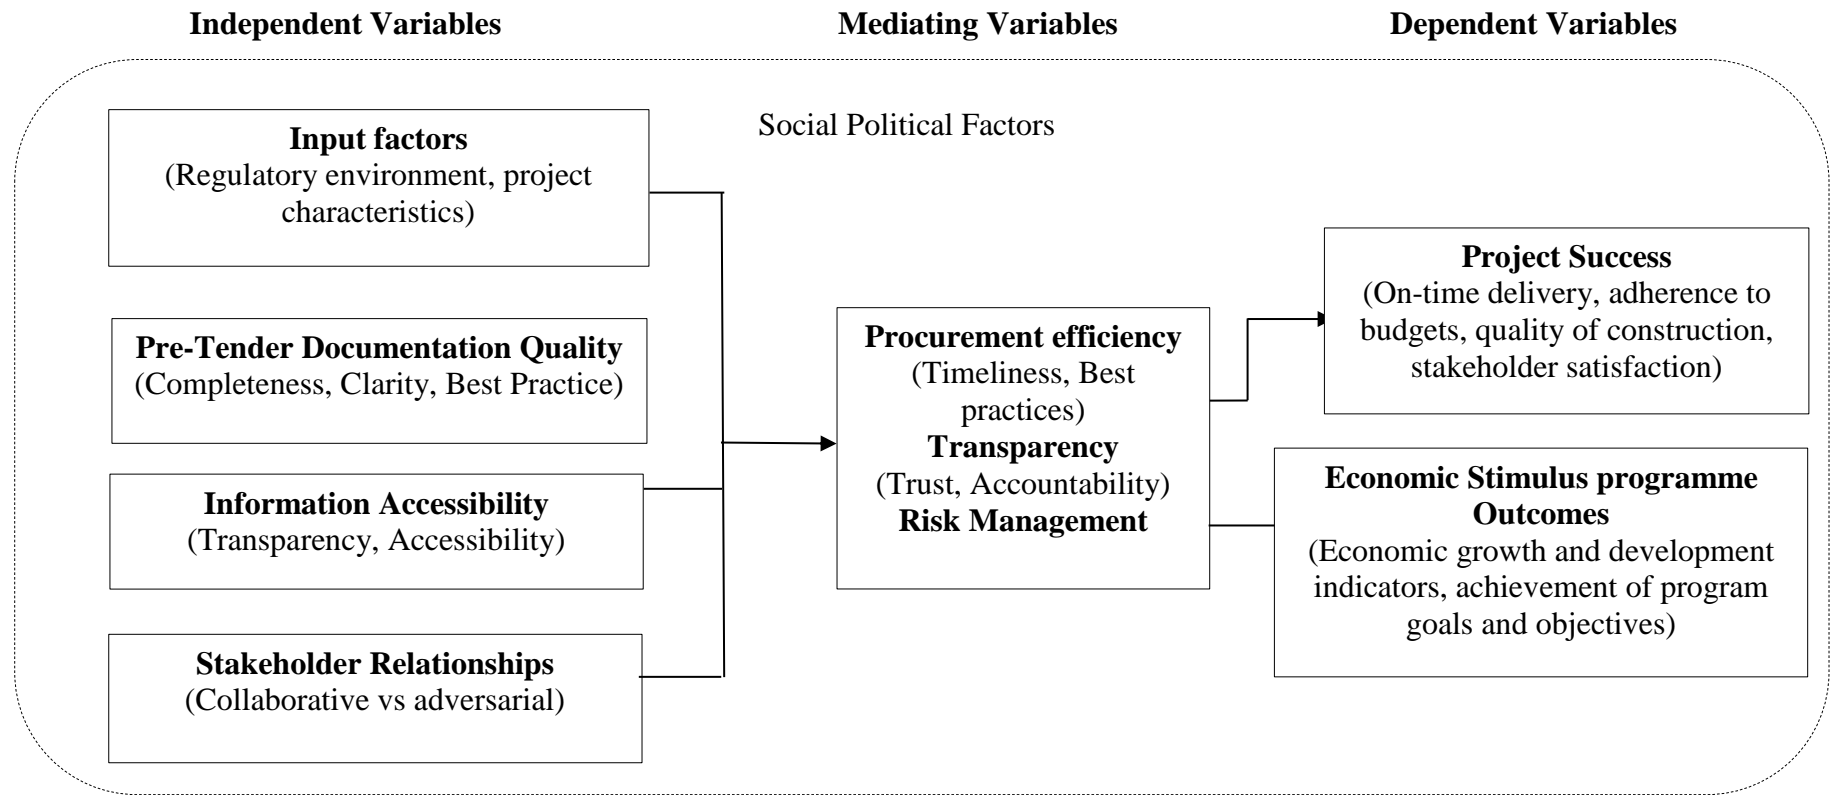 Independent Variables
Mediating Variables
Dependent Variables
Social Political Factors
Input factors
(Regulatory environment, project
characteristics)
Pre-Tender Documentation Quality
(Completeness, Clarity, Best Practice)
Information Accessibility
(Transparency, Accessibility)
Stakeholder Relationships
(Collaborative vs adversarial)
Procurement efficiency
(Timeliness, Best
practices)
Transparency
(Trust, Accountability)
Risk Management
Project Success
(On-time delivery, adherence to
budgets, quality of construction,
stakeholder satisfaction)
Economic Stimulus programme
Outcomes
(Economic growth and development
indicators, achievement of program
goals and objectives)